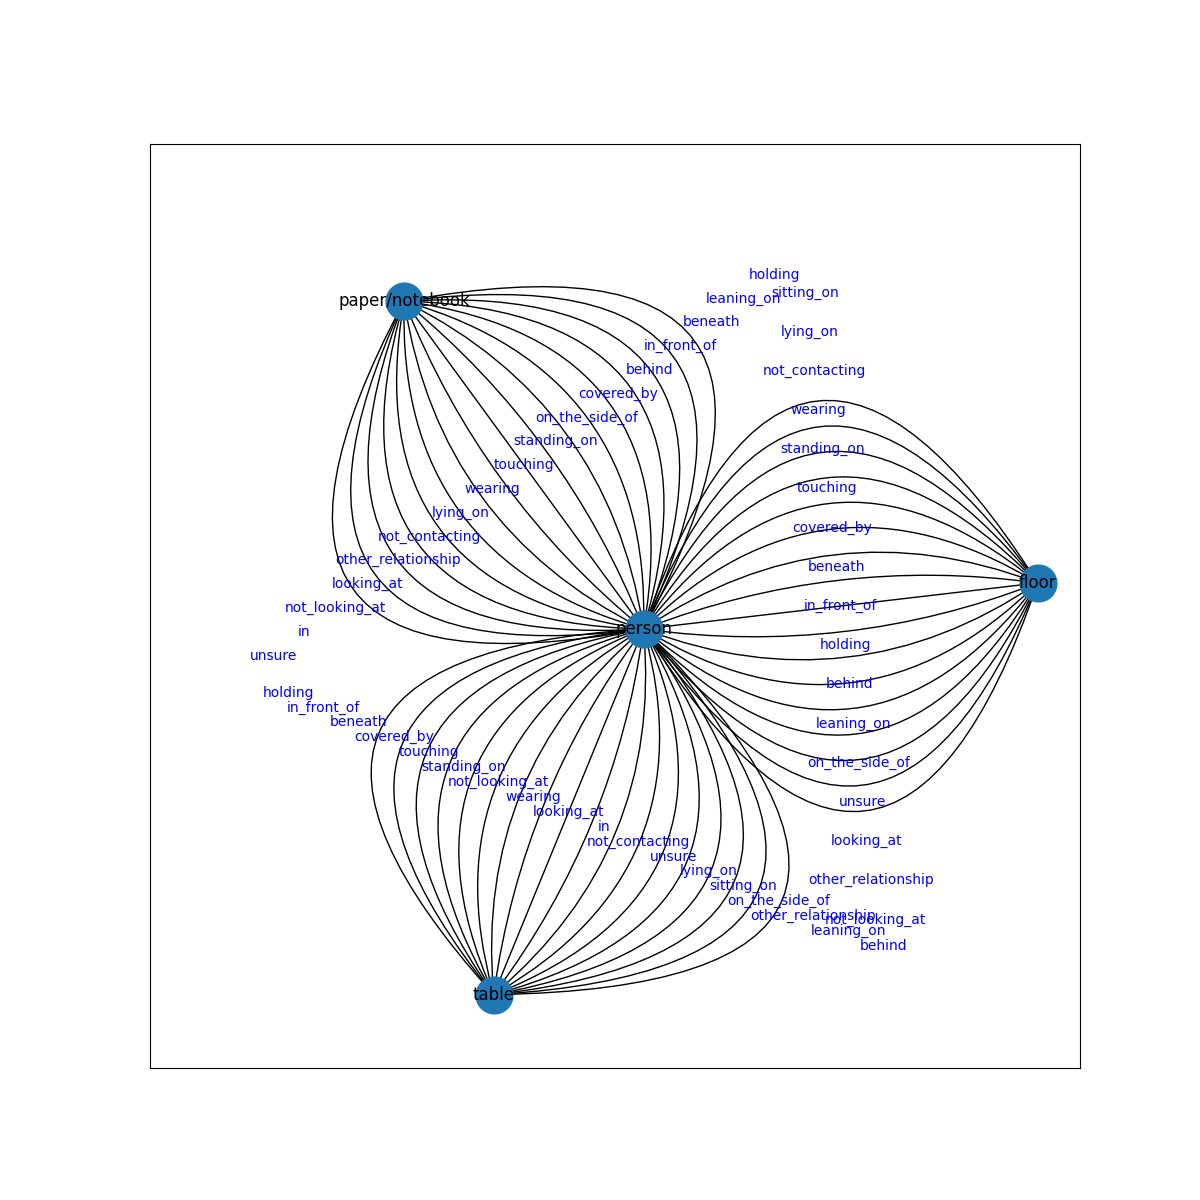 holding
sitting_on
leaning_on
paper/notebook
beneath
lying_on
in_front_of
behind
not_contacting
covered_by
wearing
on_the_side_of
standing_on
standing_on
touching
wearing
touching
lying_on
covered_by
not_contacting
other_relationship
beneath
looking_at
floor
not_looking_at
in_front_of
in
person
holding
unsure
behind
holding
in_front_of
beneath
leaning_on
covered_by
touching
on_the_side_of
standing_on
not_looking_at
wearing
unsure
looking_at
in
not_contacting
looking_at
unsure
lying_on
other_relationship
sitting_on
on_the_side_of
other_relationship
not_looking_at
leaning_on
behind
table